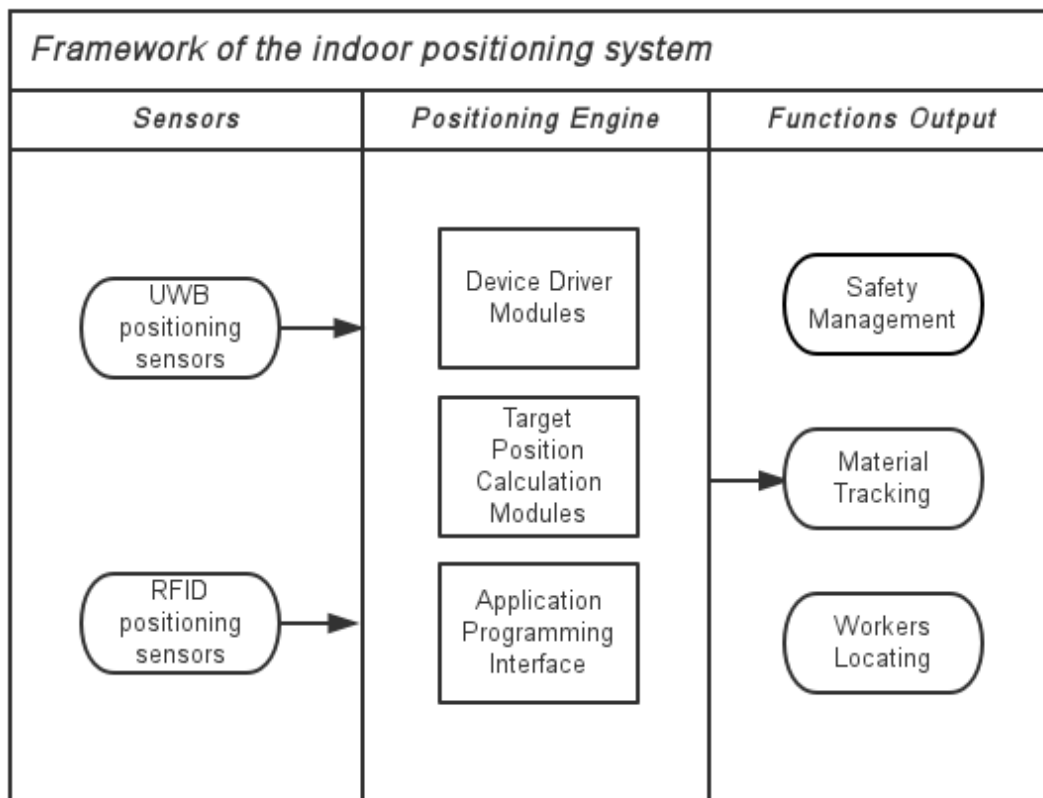 Framework of the indoor positioning system
Sensors
Positioning Engine
Functions Output
UWB
positioning
sensors
RFID
positioning
sensors
Device Driver
Modules
Target
Position
Calculation
Modules
Application
Programming
Interface
Safety
Management
Material
Tracking
Workers
Locating